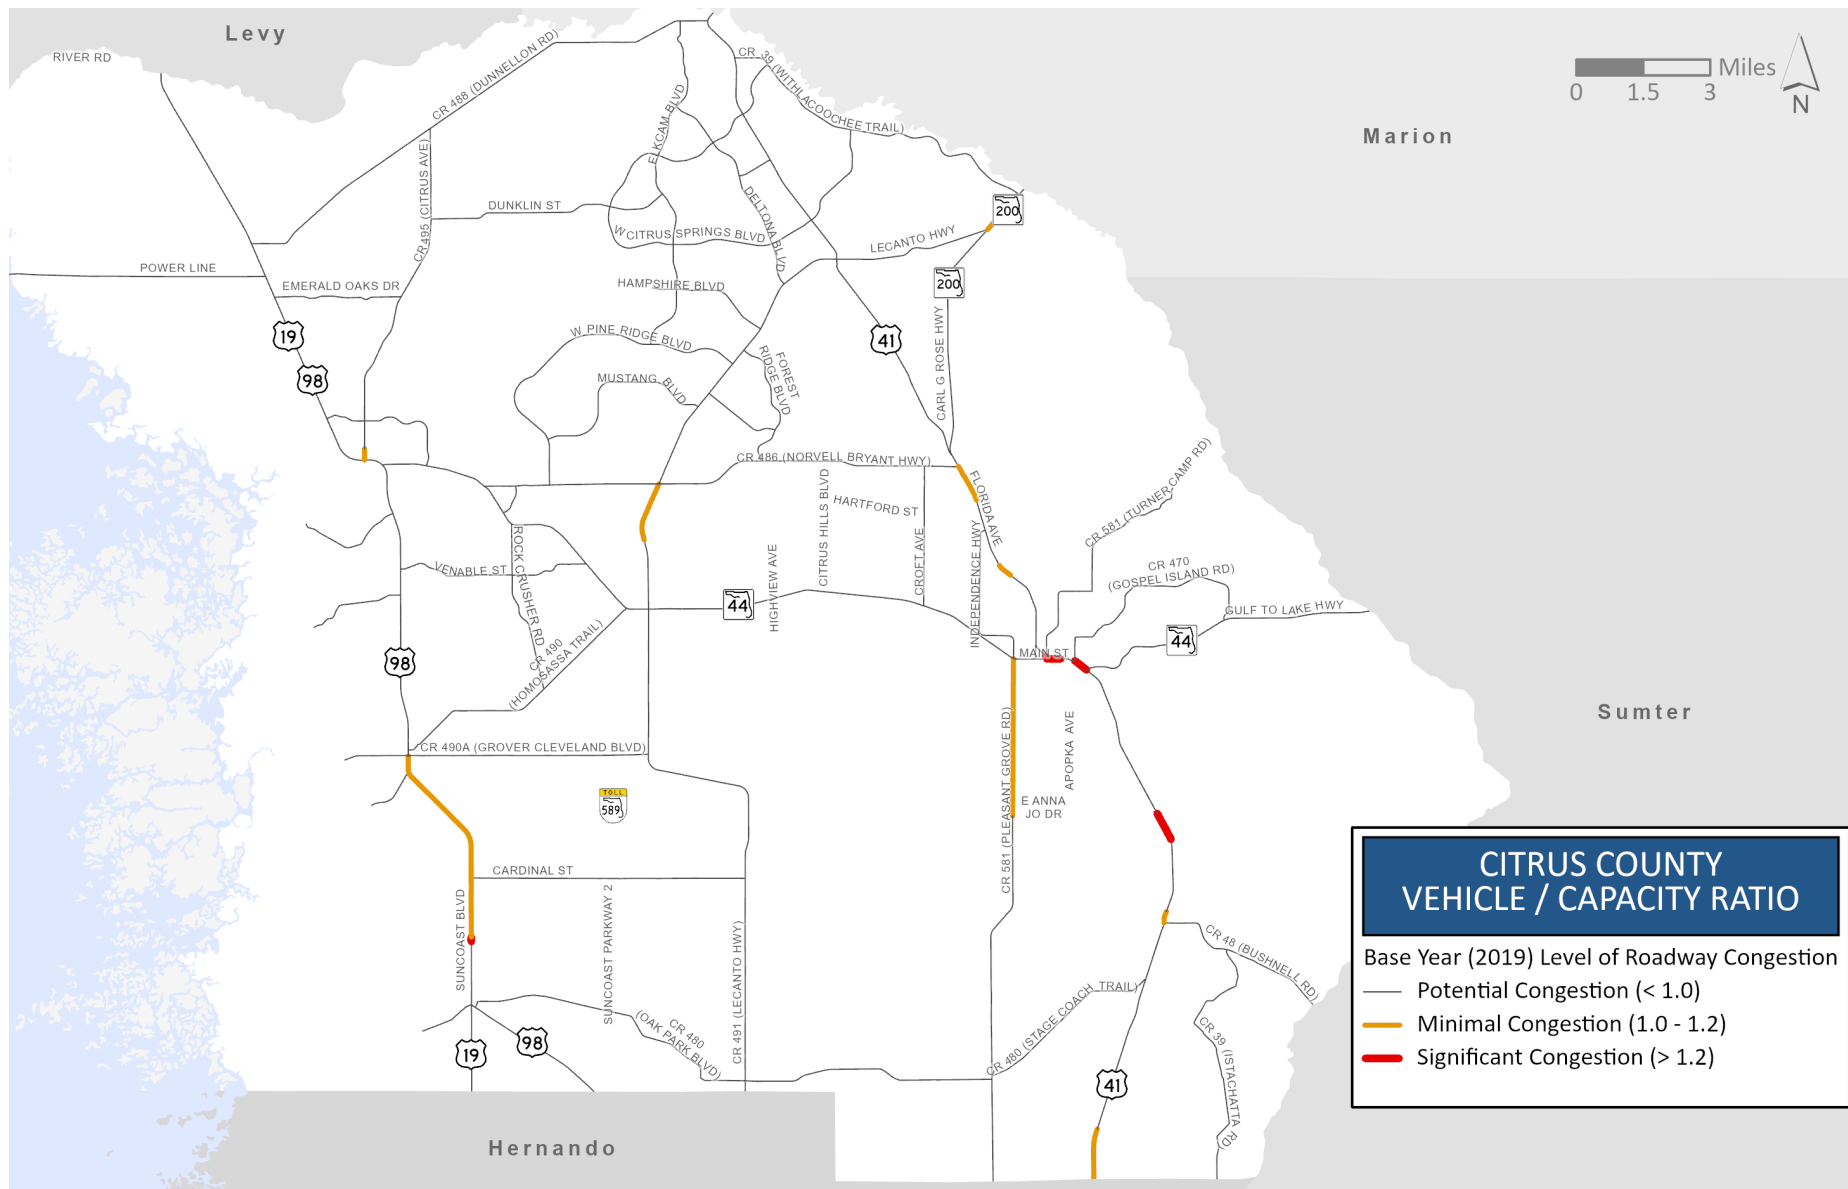 Levy
RIVER RD
CR 488 (DUNNELLON RD)
CR 39 (WITHLACOOCHEE TRAIL)
Miles
0 1.5 3
N
Marion
ELKCAM BLVD
CR 495 (CITRUS AVE)
DUNKLIN ST
DELTONA BLVD
200
W CITRUS SPRINGS BLVD
LECANTO HWY
POWER LINE
EMERALD OAKS DR
HAMPSHIRE BLVD
200
19
W PINE RIDGE BLVD
41
CARL G ROSE HWY
98
MUSTANG BLVD
FOREST
RIDGE BLVD
CR 486 (NORVELL BRYANT HWY)
CITRUS HILLS BLVD
HARTFORD ST
FLORIDA AVE
CR 581 (TURNER CAMP RD)
ROCK CRUSHER RD
VENABLE ST
HIGHVIEW AVE
CROFT AVE
INDEPENDENCE HWY
CR 470
(GOSPEL ISLAND RD)
44
GULF TO LAKE HWY
44
98
CR 490
(HOMOSASSA TRAIL)
MAIN ST
Sumter
CR 490A (GROVER CLEVELAND BLVD)
CR 581 (PLEASANT GROVE RD)
APOPKA AVE
TOLL
589
E ANNA
JO DR
CARDINAL ST
SUNCOAST BLVD
SUNCOAST PARKWAY 2
CR 491 (LECANTO HWY)
CR 48 (BUSHNELL RD)
CR 480
(OAK PARK BLVD)
CR 480 (STAGE COACH TRAIL)
CR 39 (ISTACHATTA RD)
19
98
41
Hernando
CITRUS COUNTY
VEHICLE / CAPACITY RATIO
Base Year (2019) Level of Roadway Congestion
Potential Congestion (< 1.0)
Minimal Congestion (1.0 - 1.2)
Significant Congestion (> 1.2)